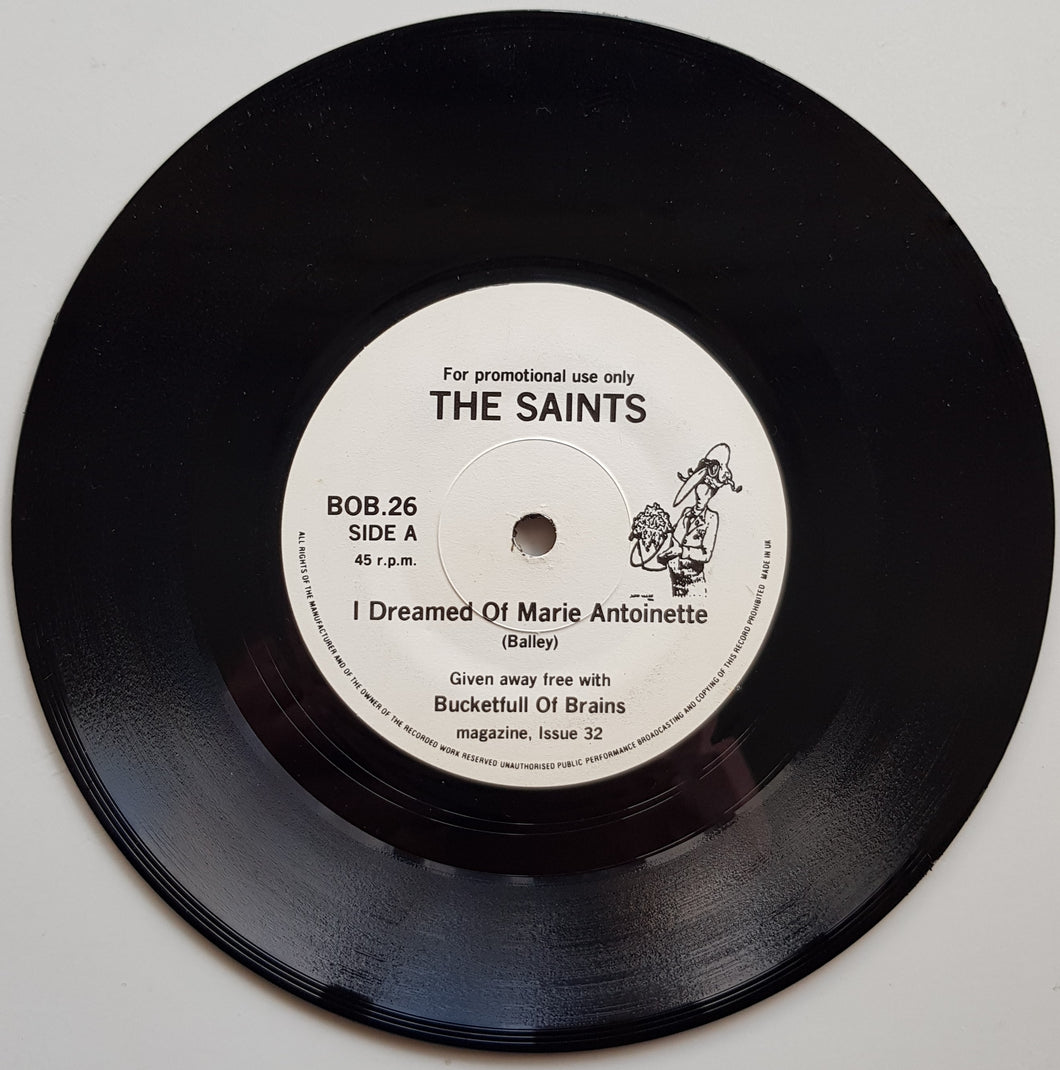 For promotional use only
THE SAINTS
BOB.26
SIDE A
45 r.p.m.
I Dreamed Of Marie Antoinette
(Balley)
Given away free with
Bucketfull Of Brains
magazine, Issue 32
ALL RIGHTS OF THE MANUFACTURER AND OF THE OWNER OF THE RECORDED WORK RESERVED UNAUTHORISED PUBLIC PERFORMANCE BROADCASTING AND COPYING OF THIS RECORD PROHIBITED MADE IN UK